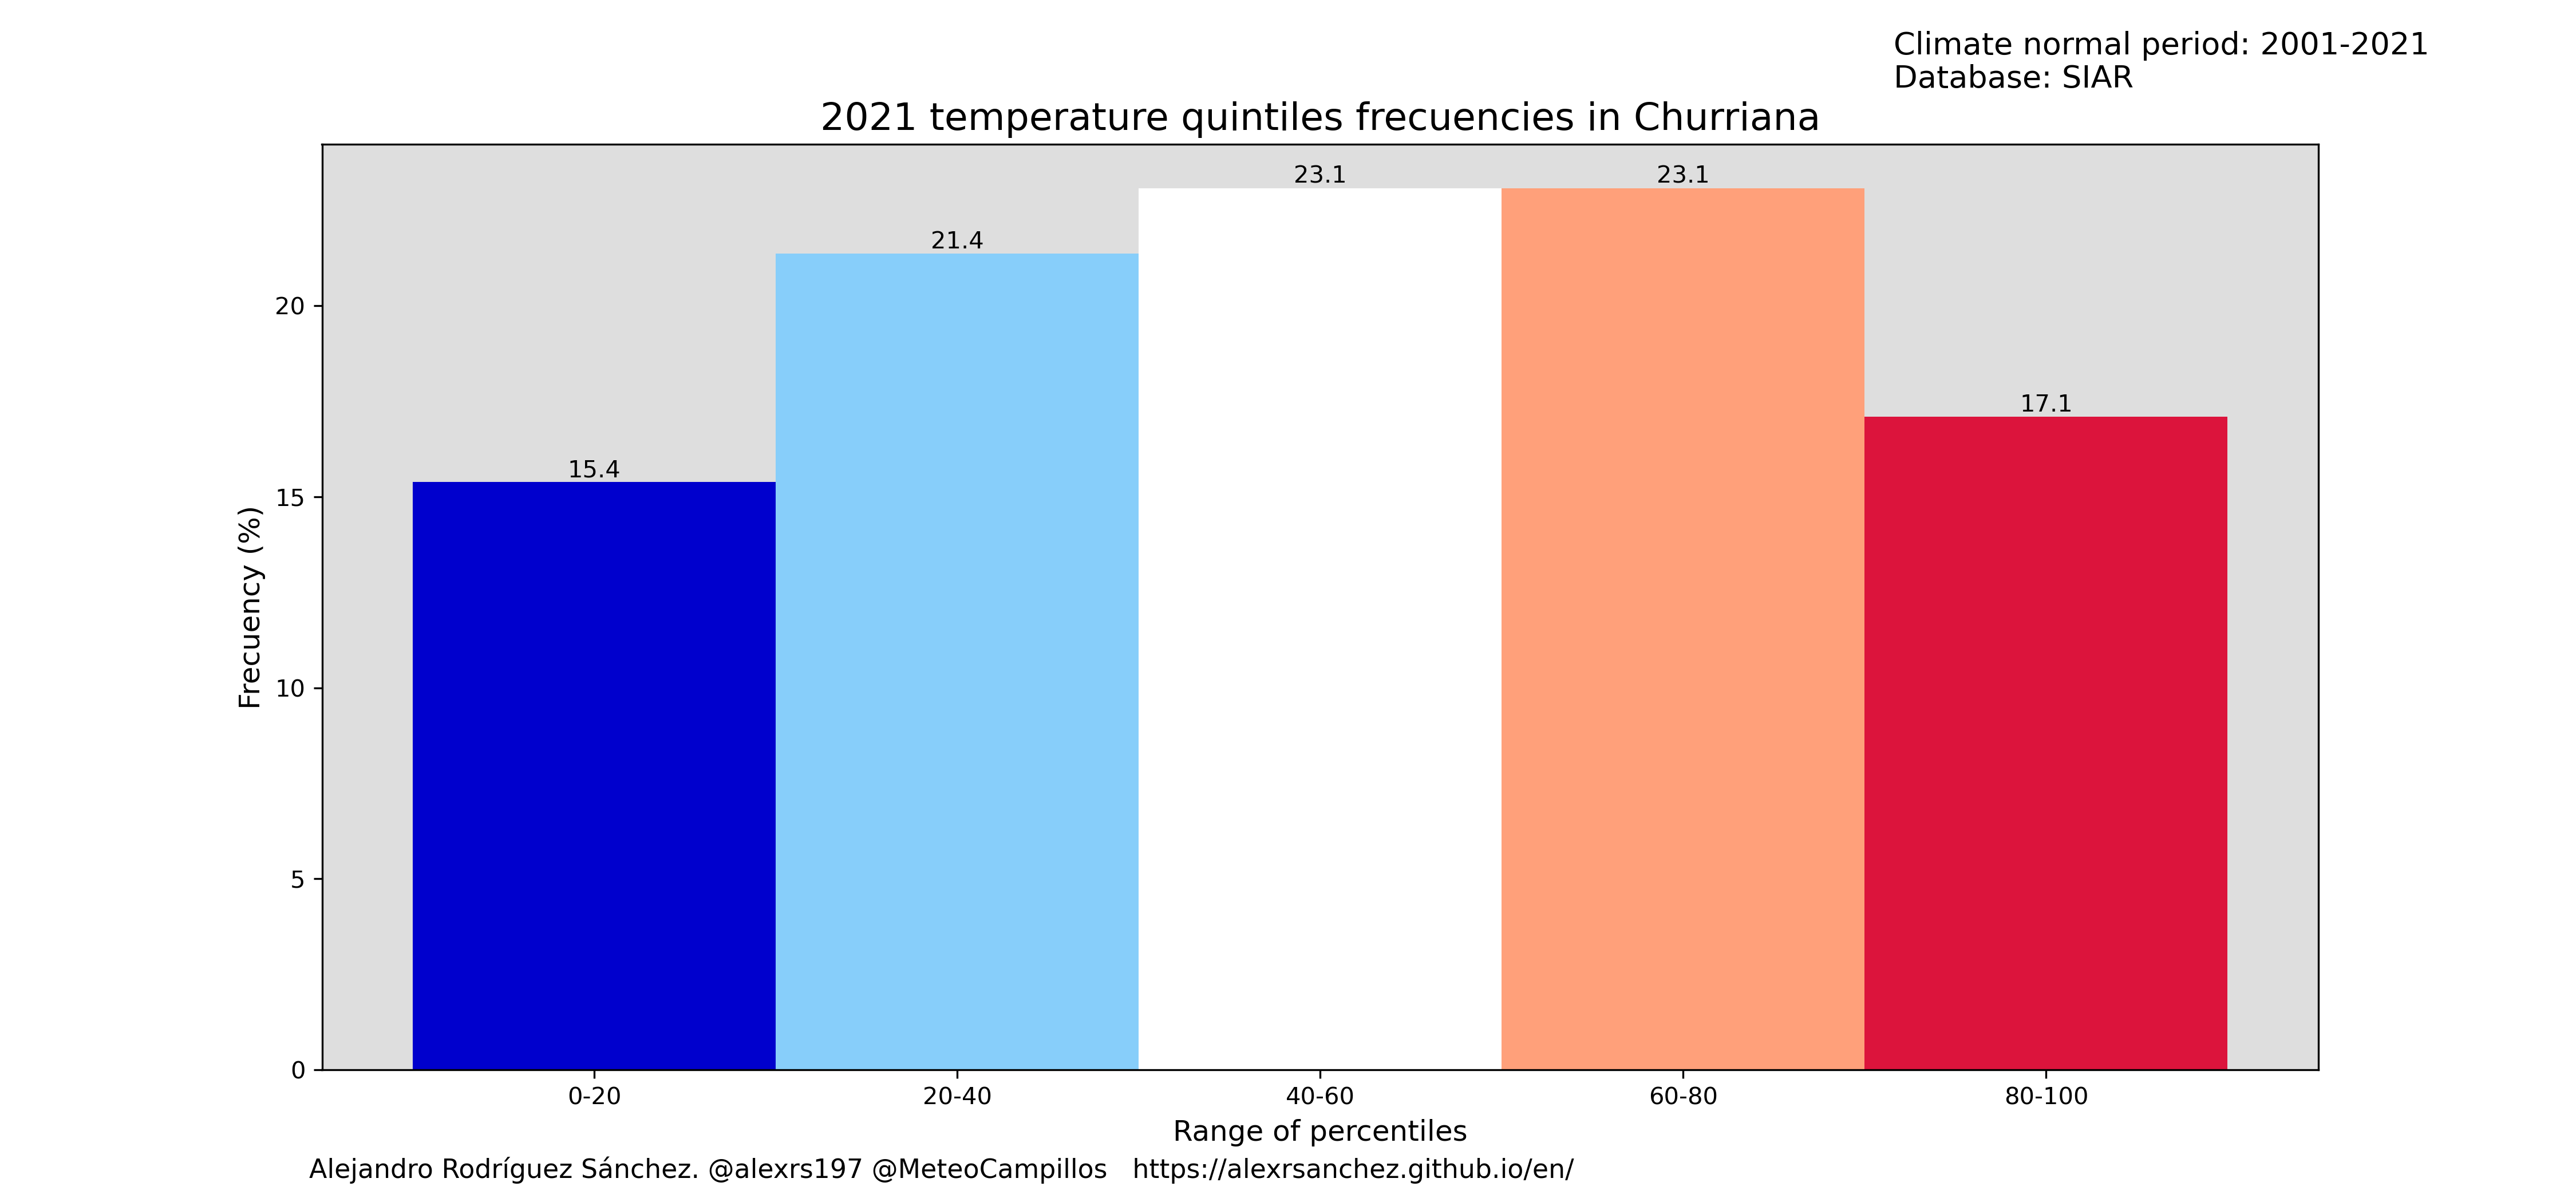 Climate normal period: 2001-2021
Database: SIAR
2021 temperature quintiles frecuencies in Churriana
23.1
23.1
21.4
17.1
15.4
20
15
10
5
0
Frecuency (%)
0-20
20-40
40-60
60-80
80-100
Range of percentiles
Alejandro Rodríguez Sánchez. @alexrs197 @MeteoCampillos https://alexrsanchez.github.io/en/